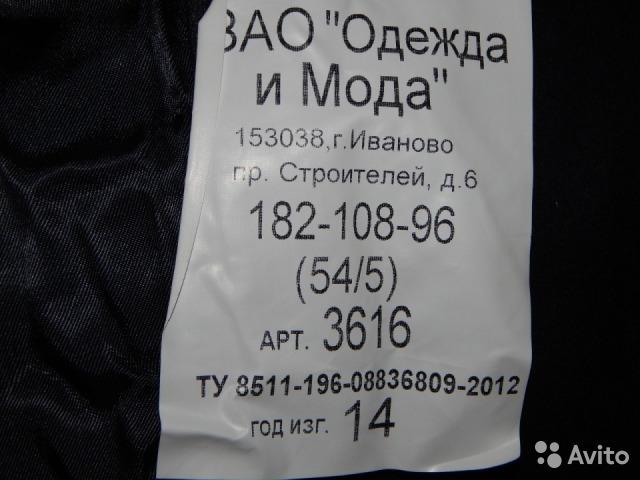 ЗАО "Одежда
и Мода"
153038,г.Иваново
пр. Строителей, д.6
182-108-96
(54/5)
АРТ. 3616
ТУ 8511-196-08836809-2012
год изг. 14
Avito